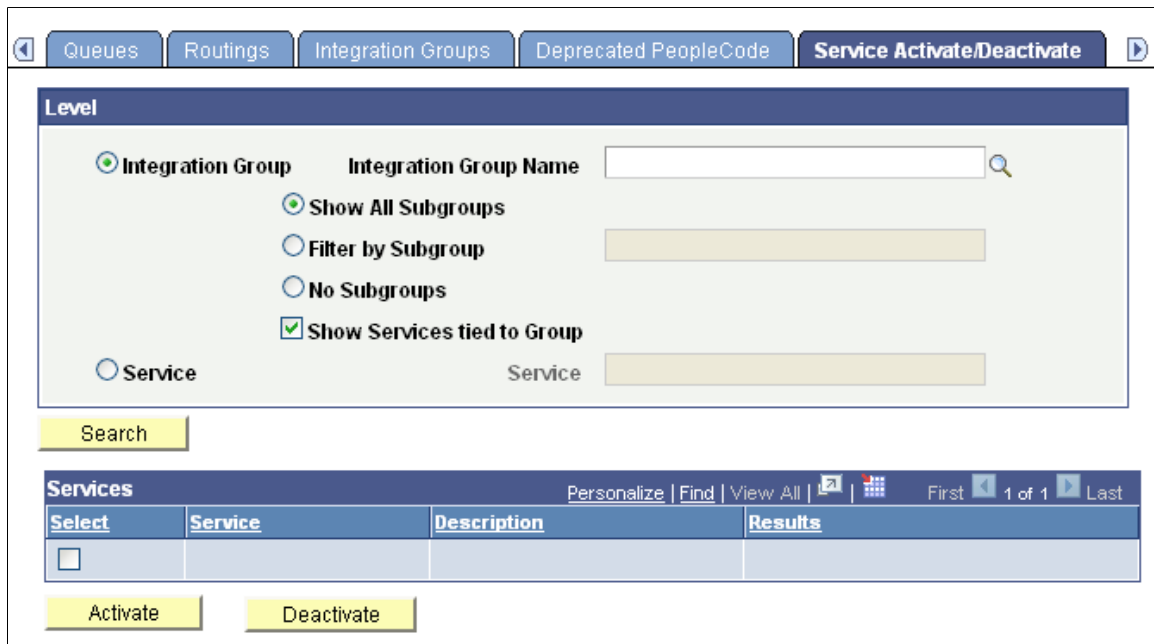 Queues Routings Integration Groups Deprecated PeopleCode Service Activate/Deactivate
Level
Integration Group Integration Group Name
Show All Subgroups
Filter by Subgroup
No Subgroups
Show Services tied to Group
Service Service
Search
Services Personalize | Find | View All | | First 1 of 1 Last
Select Service Description Results
Activate Deactivate